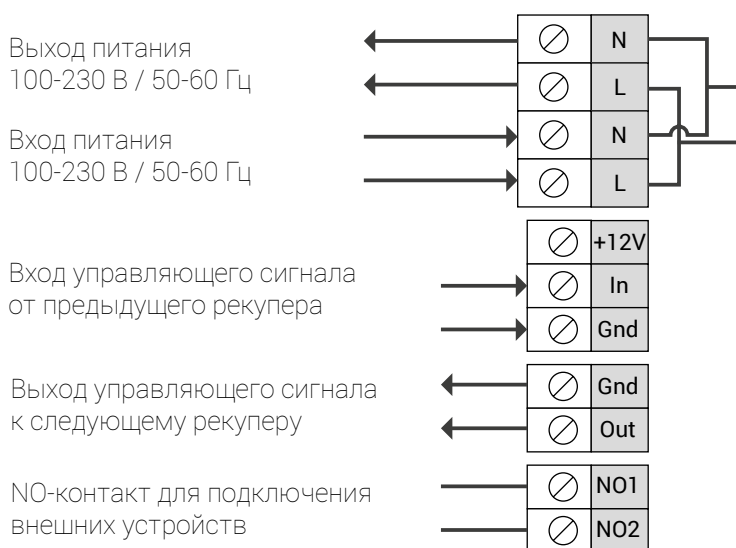 Выход питания
100-230 В / 50-60 Гц
N
L
Вход питания
100-230 В / 50-60 Гц
N
L
+12V
Вход управляющего сигнала
от предыдущего рекупера
In
Gnd
Выход управляющего сигнала
к следующему рекуперу
Gnd
Out
NO-контакт для подключения
внешних устройств
NO1
NO2